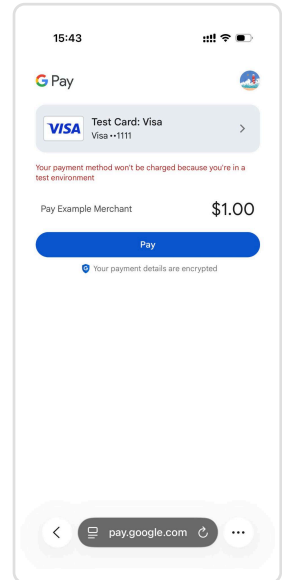 15:43
G Pay
VISA
Test Card: Visa
Visa ••1111
Your payment method won't be charged because you're in a
test environment
Pay Example Merchant
$1.00
Pay
Your payment details are encrypted
pay.google.com